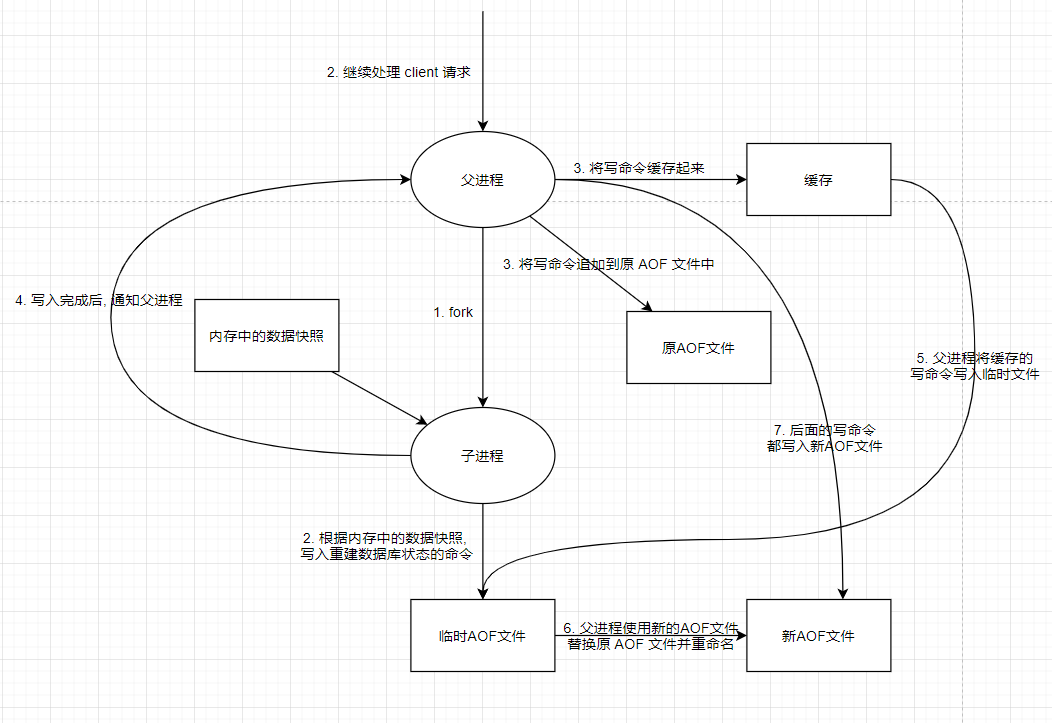 2. 继续处理 client 请求
父进程
3. 将写命令缓存起来
缓存
3. 将写命令追加到原 AOF 文件中
4. 写入完成后, 通知父进程
1. fork
内存中的数据快照
原AOF文件
5. 父进程将缓存的
写命令写入临时文件
7. 后面的写命令
都写入新AOF文件
子进程
2. 根据内存中的数据快照,
写入重建数据库状态的命令
临时AOF文件
6. 父进程使用新的AOF文件
替换原 AOF 文件并重命名
新AOF文件